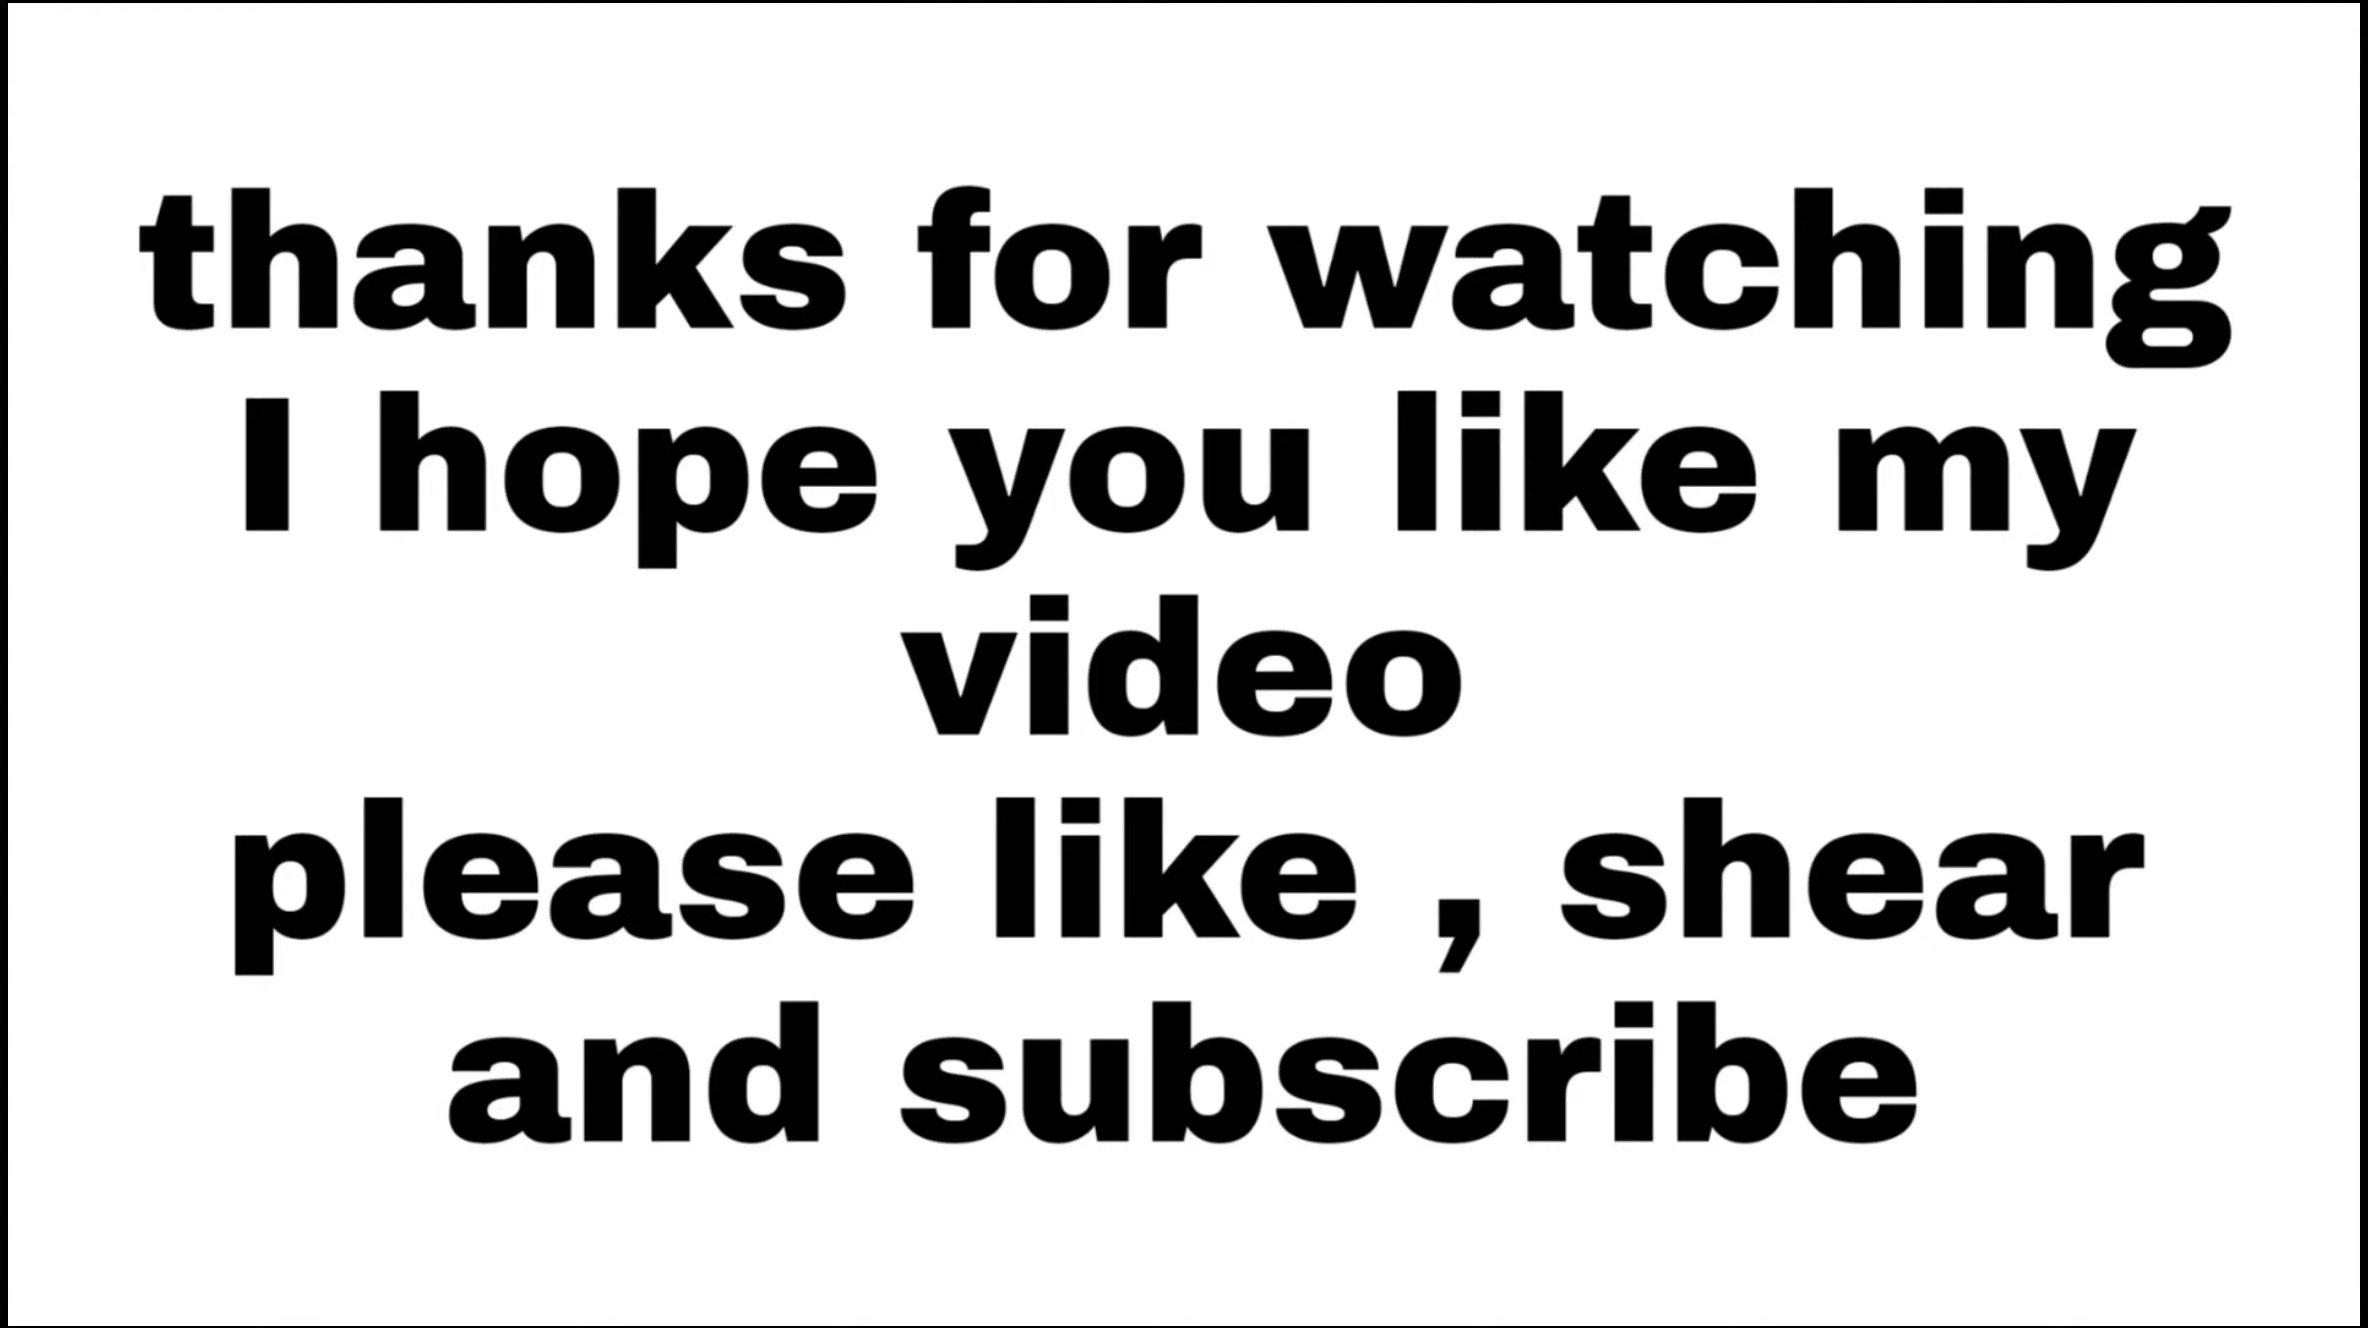 thanks for watching
I hope you like my
video
please like , shear
and subscribe